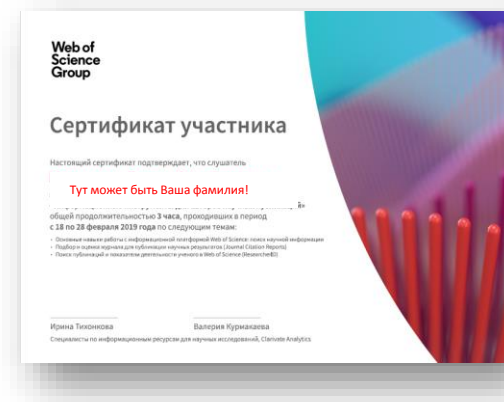 Web of
Science
Group
Сертификат участника
Настоящий сертификат подтверждает, что слушатель
Тут может быть Ваша фамилия!
общей продолжительностью 3 часа, проходивших в период
с 18 по 28 февраля 2019 года по следующим темам:
- Основные навыки работы с информационной платформой Web of Science: поиск научной информации
- Подбор и оценка журнала для публикации научных результатов (Journal Citation Reports)
- Поиск публикаций и показатели деятельности ученого в Web of Science (ResearcherID)
Ирина Тихонкова
Валерия Курмакаева
Специалисты по информационным ресурсам для научных исследований, Clarivate Analytics